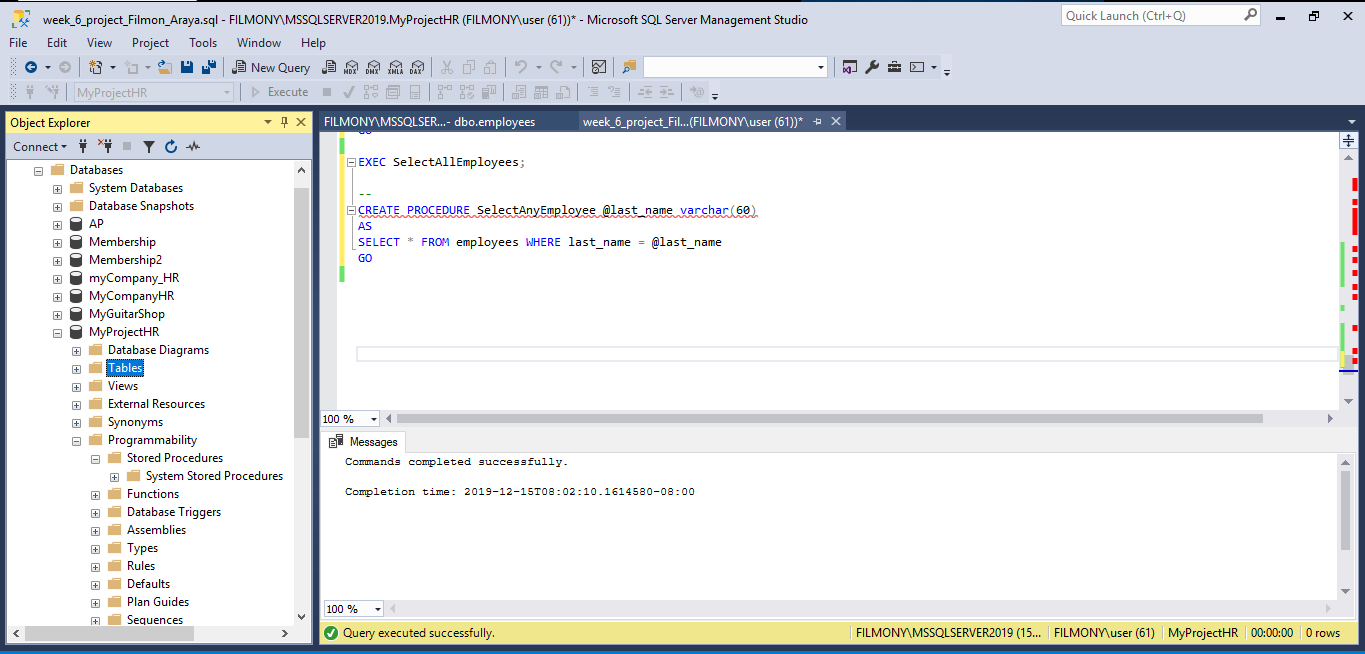 week_6_project_Filmon_Araya.sql - FILMONY\MSSQLSERVER2019.MyProjectHR (FILMONY\user (61))* - Microsoft SQL Server Management Studio
Quick Launch (Ctrl+Q)
File Edit View Project Tools Window Help
New Query MDX DMX XMLA DAX
MyProjectHR Execute
Object Explorer
FILMONY\MSSQLSER...- dbo.employees week_6_project_Fil...(FILMONY\user (61))*
Connect
Databases
System Databases
Database Snapshots
AP
Membership
Membership2
myCompany_HR
MyCompanyHR
MyGuitarShop
MyProjectHR
Database Diagrams
Tables
Views
External Resources
Synonyms
Programmability
Stored Procedures
System Stored Procedures
Functions
Database Triggers
Assemblies
Types
Rules
Defaults
Plan Guides
Sequences
GO
EXEC SelectAllEmployees;
--
CREATE PROCEDURE SelectAnyEmployee @last_name varchar(60)
AS
SELECT * FROM employees WHERE last_name = @last_name
GO
100 %
Messages
Commands completed successfully.
Completion time: 2019-12-15T08:02:10.1614580-08:00
100 %
Query executed successfully. FILMONY\MSSQLSERVER2019 (15... FILMONY\user (61) MyProjectHR 00:00:00 0 rows